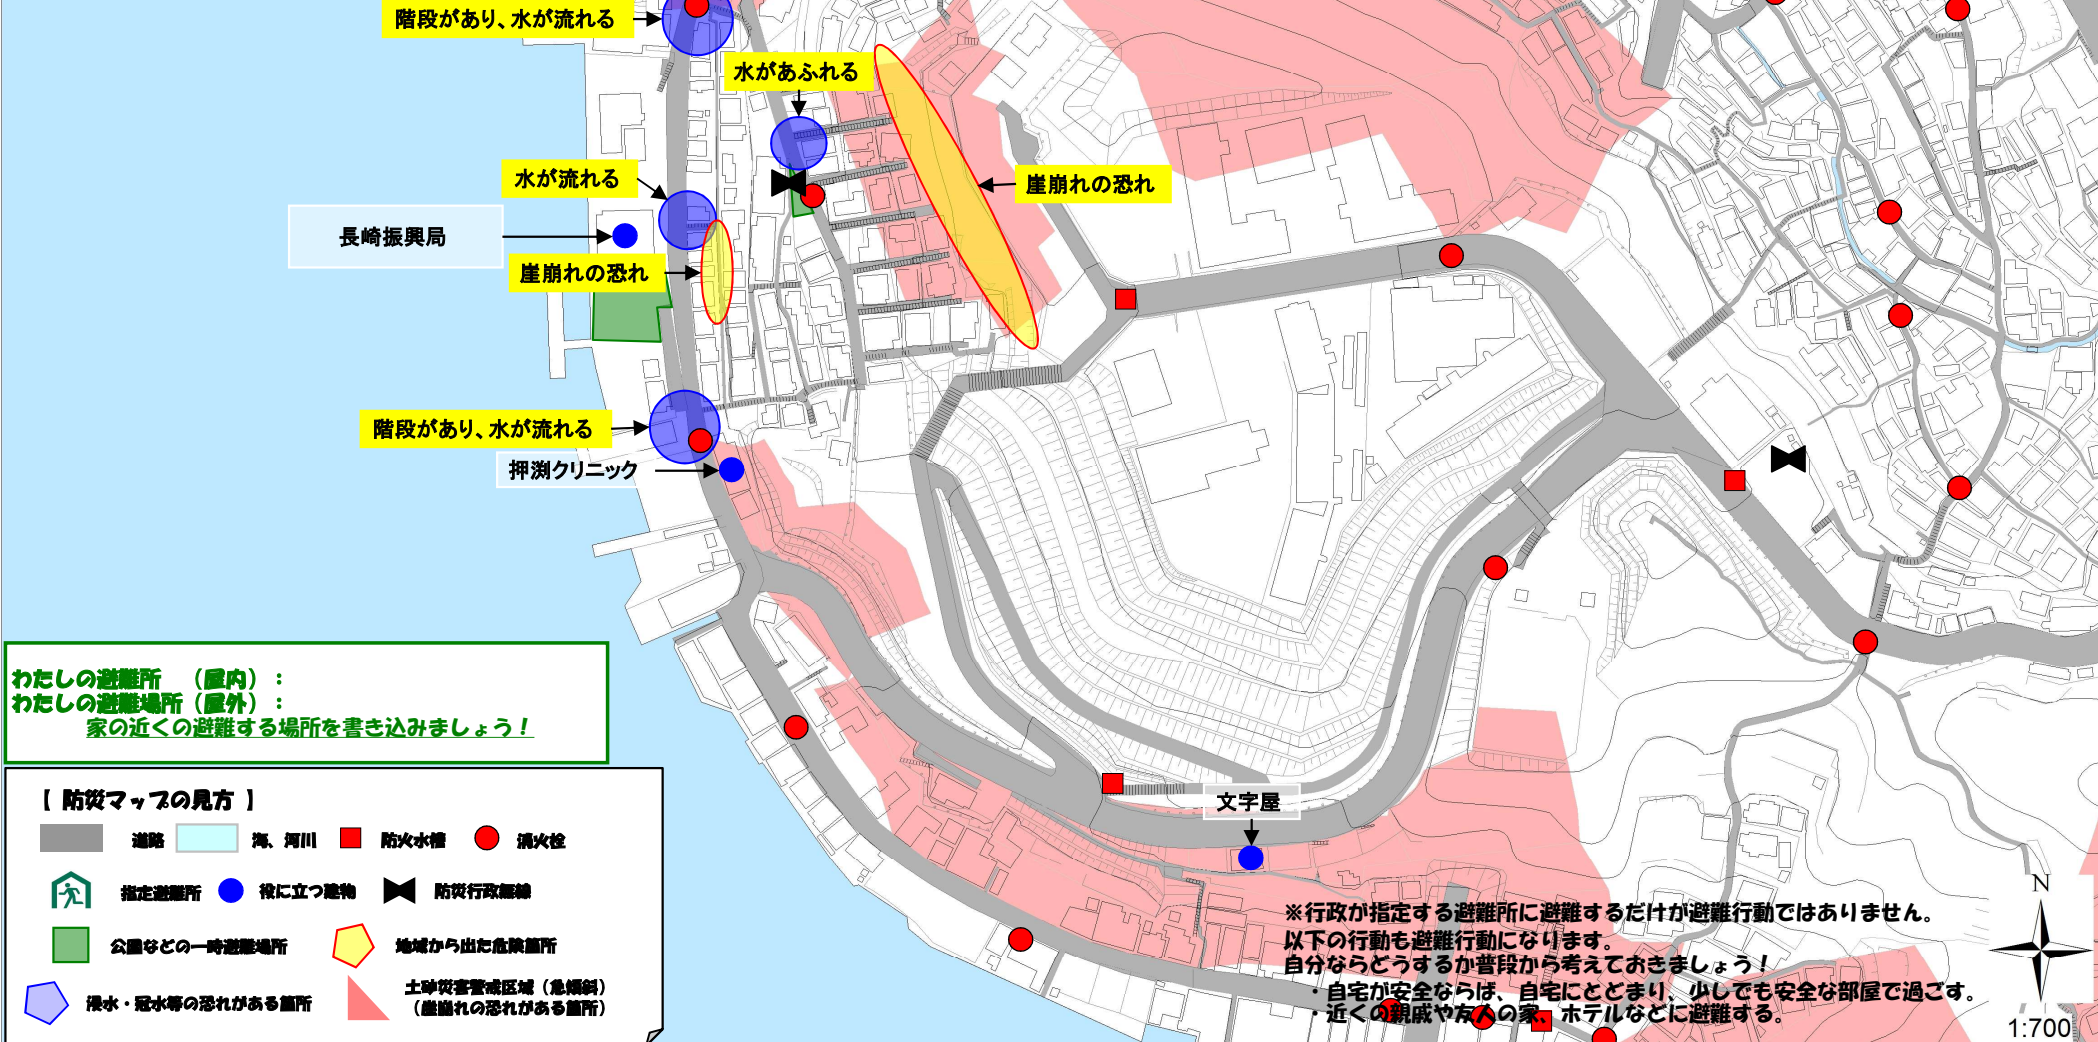 階段があり、水が流れる
水があふれる
水が流れる
崖崩れの恐れ
長崎振興局
崖崩れの恐れ
階段があり、水が流れる
押渕クリニック
文字屋
わたしの避難所　（屋内）：
わたしの避難場所（屋外）：
家の近くの避難する場所を書き込みましょう！
【 防災マップの見方 】
道路
海、河川
防火水槽
消火栓
指定避難所
役に立つ建物
防災行政無線
公園などの一時避難場所
地域から出た危険箇所
浸水・冠水等の恐れがある箇所
土砂災害警戒区域（急傾斜）
（崖崩れの恐れがある箇所）
※行政が指定する避難所に避難するだけが避難行動ではありません。
以下の行動も避難行動になります。
自分ならどうするか普段から考えておきましょう！
・自宅が安全ならば、自宅にとどまり、少しでも安全な部屋で過ごす。
・近くの親戚や友人の家、ホテルなどに避難する。
N
1:700